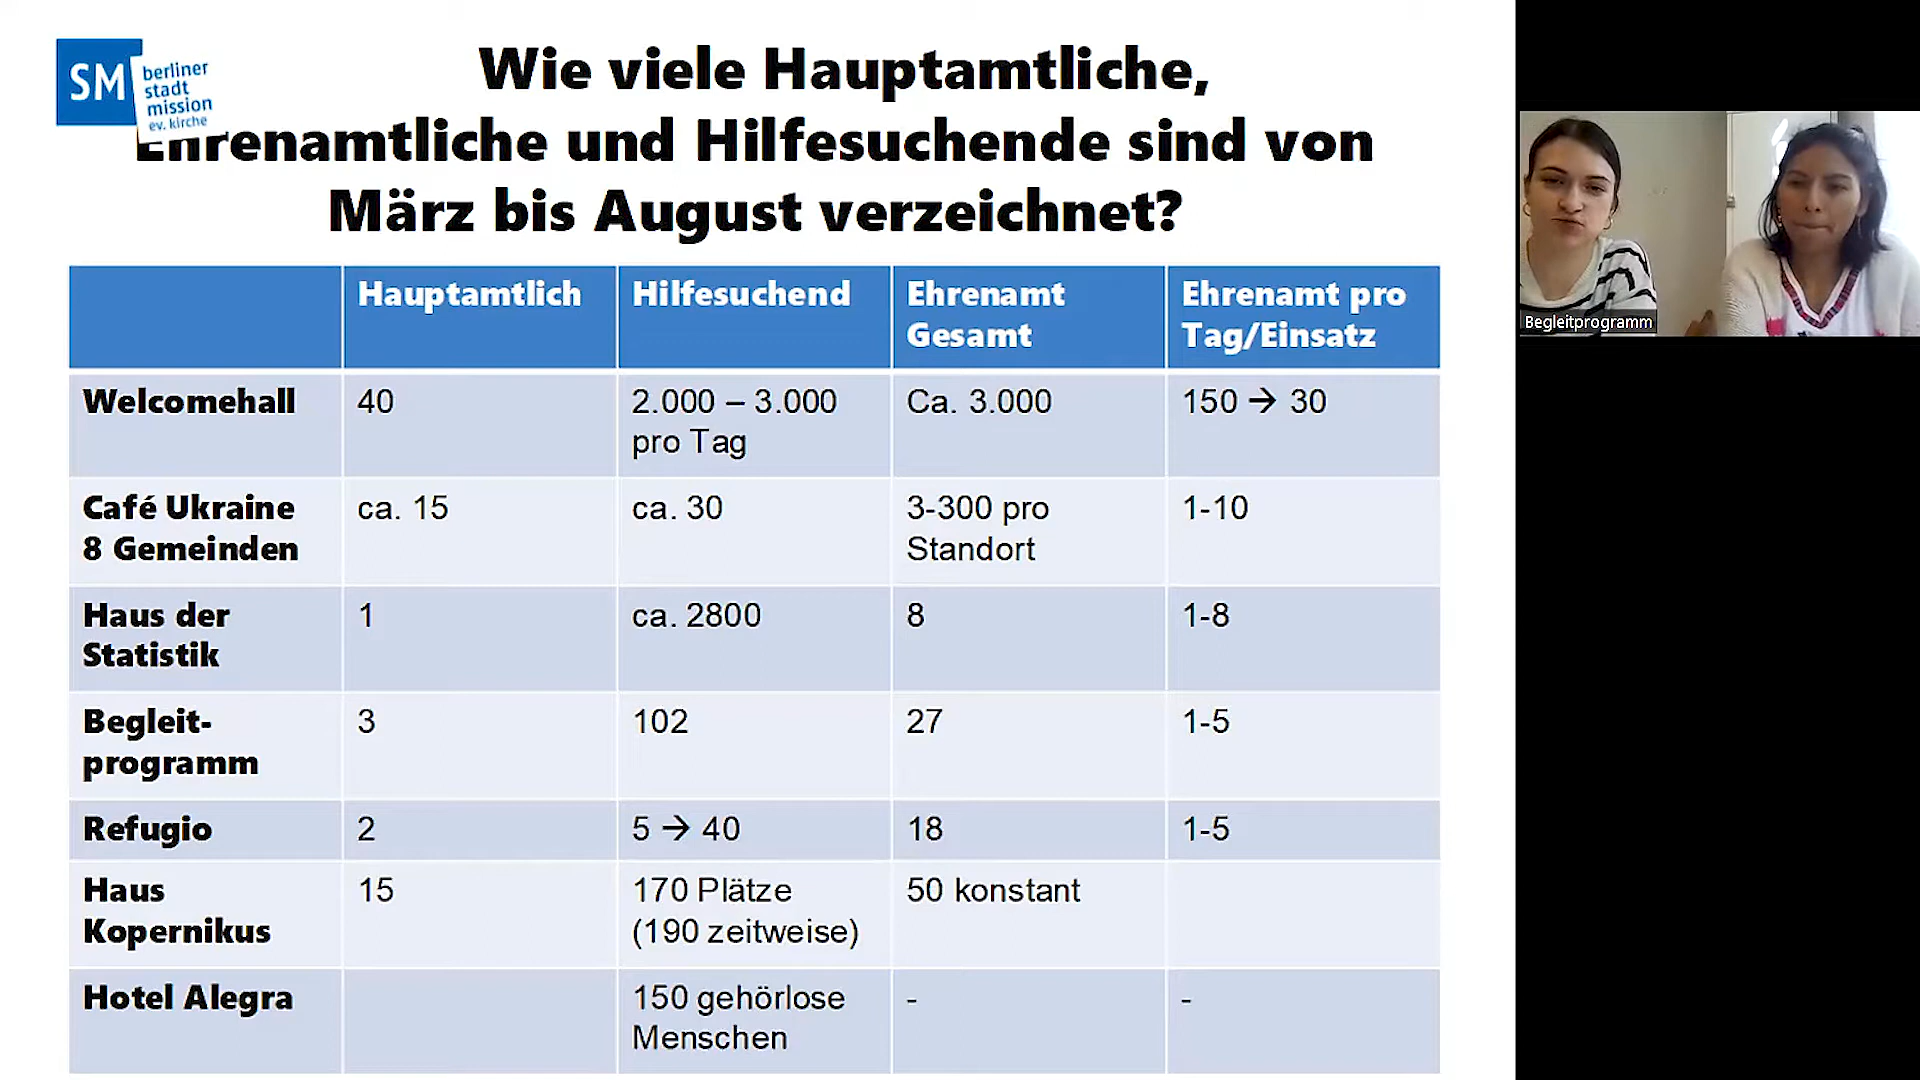 SM
berliner
stadt
mission
ev. kirche
Wie viele Hauptamtliche,
Ehrenamtliche und Hilfesuchende sind von
März bis August verzeichnet?
Hauptamtlich
Hilfesuchend
Ehrenamt
Gesamt
Ehrenamt pro
Tag/Einsatz
Welcomehall
40
2.000 – 3.000
pro Tag
Ca. 3.000
150 → 30
Café Ukraine
8 Gemeinden
ca. 15
ca. 30
3-300 pro
Standort
1-10
Haus der
Statistik
1
ca. 2800
8
1-8
Begleit-
programm
3
102
27
1-5
Refugio
2
5 → 40
18
1-5
Haus
Kopernikus
15
170 Plätze
(190 zeitweise)
50 konstant
Hotel Alegra
150 gehörlose
Menschen
-
-
Begleitprogramm